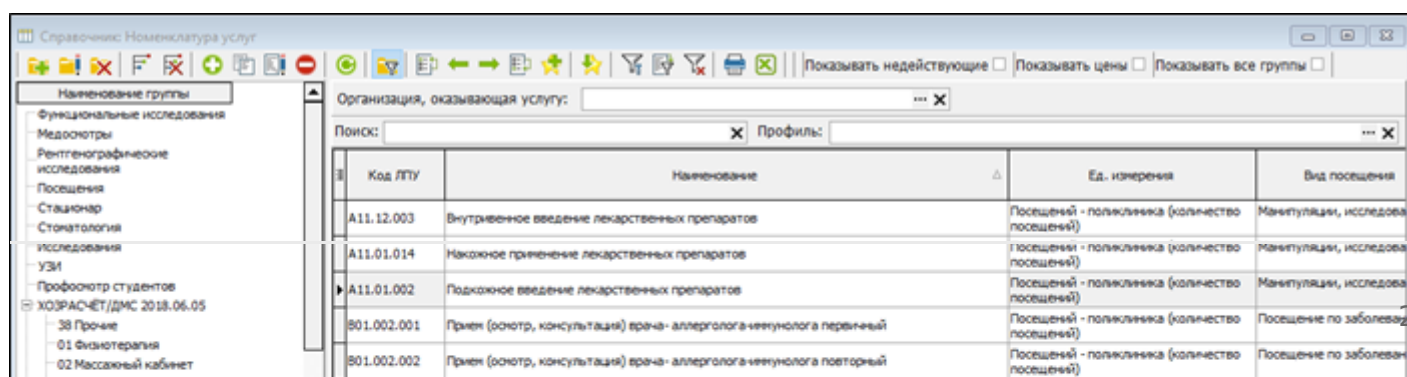 Справочник: Номенклатура услуг
Показывать недействующие Показывать цены Показывать все группы
Наименование группы
Функциональные исследования
Медосмотры
Рентгенографические
исследования
Посещения
Стационар
Стоматология
Исследования
УЗИ
Профосмотр студентов
ХОЗРАСЧЁТ/ДМС 2018.06.05
38 Прочие
01 Физиотерапия
02 Массажный кабинет
Организация, оказывающая услугу:
Поиск: Профиль:
Код ЛПУ Наименование Ед. измерения Вид посещения
A11.12.003 Внутривенное введение лекарственных препаратов Посещений - поликлиника (количество посещений) Манипуляции, исследова
A11.01.014 Накожное применение лекарственных препаратов Посещений - поликлиника (количество посещений) Манипуляции, исследова
A11.01.002 Подкожное введение лекарственных препаратов Посещений - поликлиника (количество посещений) Манипуляции, исследова
B01.002.001 Прием (осмотр, консультация) врача- аллерголога-иммунолога первичный Посещений - поликлиника (количество посещений) Посещение по заболеван
B01.002.002 Прием (осмотр, консультация) врача- аллерголога-иммунолога повторный Посещений - поликлиника (количество посещений) Посещение по заболеван